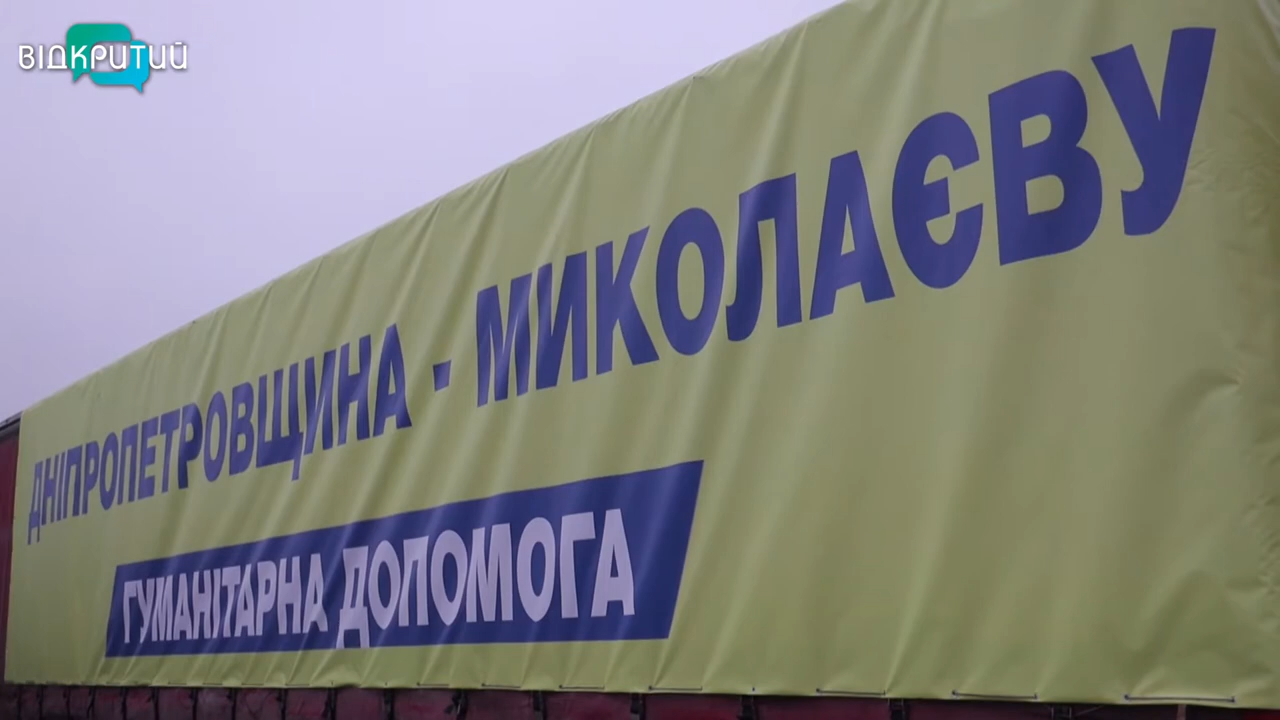 ВІДКРИТИЙ
ДНІПРОПЕТРОВЩИНА - МИКОЛАЄВУ
ГУМАНІТАРНА ДОПОМОГА